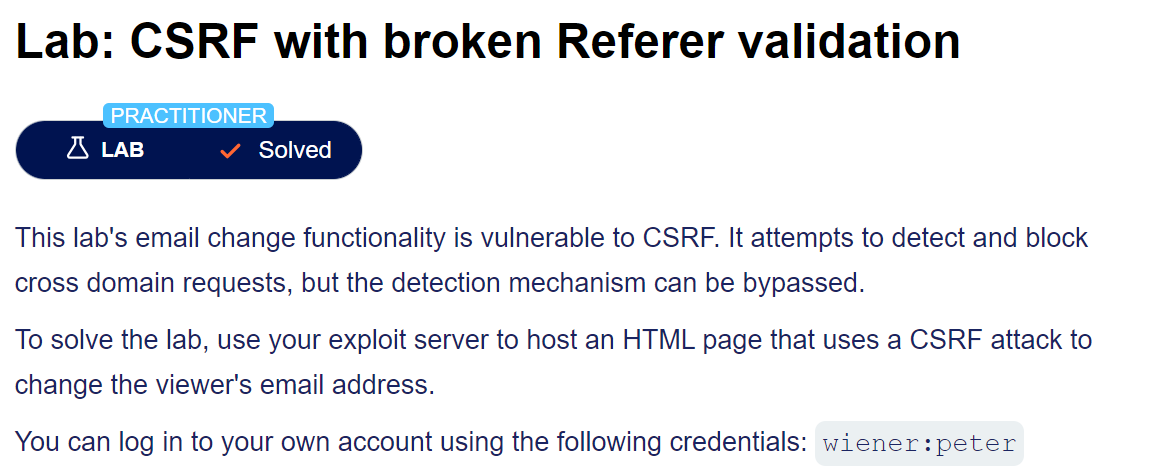 Lab: CSRF with broken Referer validation
PRACTITIONER
LAB
Solved
This lab's email change functionality is vulnerable to CSRF. It attempts to detect and block
cross domain requests, but the detection mechanism can be bypassed.
To solve the lab, use your exploit server to host an HTML page that uses a CSRF attack to
change the viewer's email address.
You can log in to your own account using the following credentials: wiener:peter